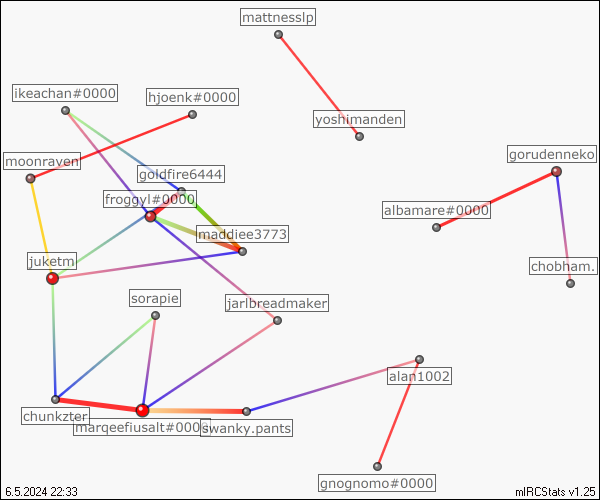 mattnesslp
ikeachan#0000
hjoenk#0000
yoshimanden
gorudenneko
moonraven
goldfire6444
froggyl#0000
albamare#0000
maddiee3773
juketm
chobham.
sorapie
jarlbreadmaker
alan1002
chunkzter
marqeefiusalt#000
swanky.pants
gnognomo#0000
6.5.2024 22:33
mIRCStats v1.25